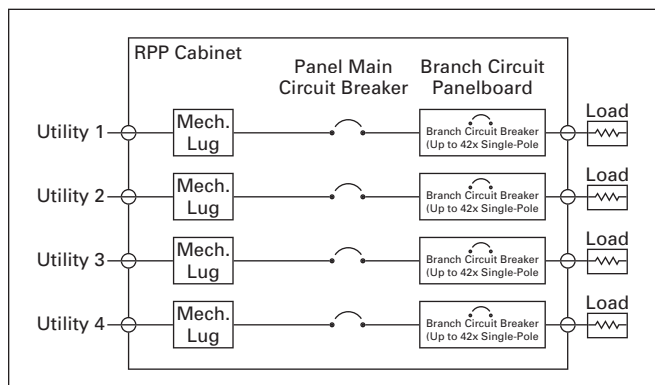 RPP Cabinet
Panel Main
Circuit Breaker
Branch Circuit
Panelboard
Utility 1
Mech.
Lug
Branch Circuit Breaker
(Up to 42x Single-Pole
Load
Utility 2
Mech.
Lug
Branch Circuit Breaker
(Up to 42x Single-Pole
Load
Utility 3
Mech.
Lug
Branch Circuit Breaker
(Up to 42x Single-Pole
Load
Utility 4
Mech.
Lug
Branch Circuit Breaker
(Up to 42x Single-Pole
Load